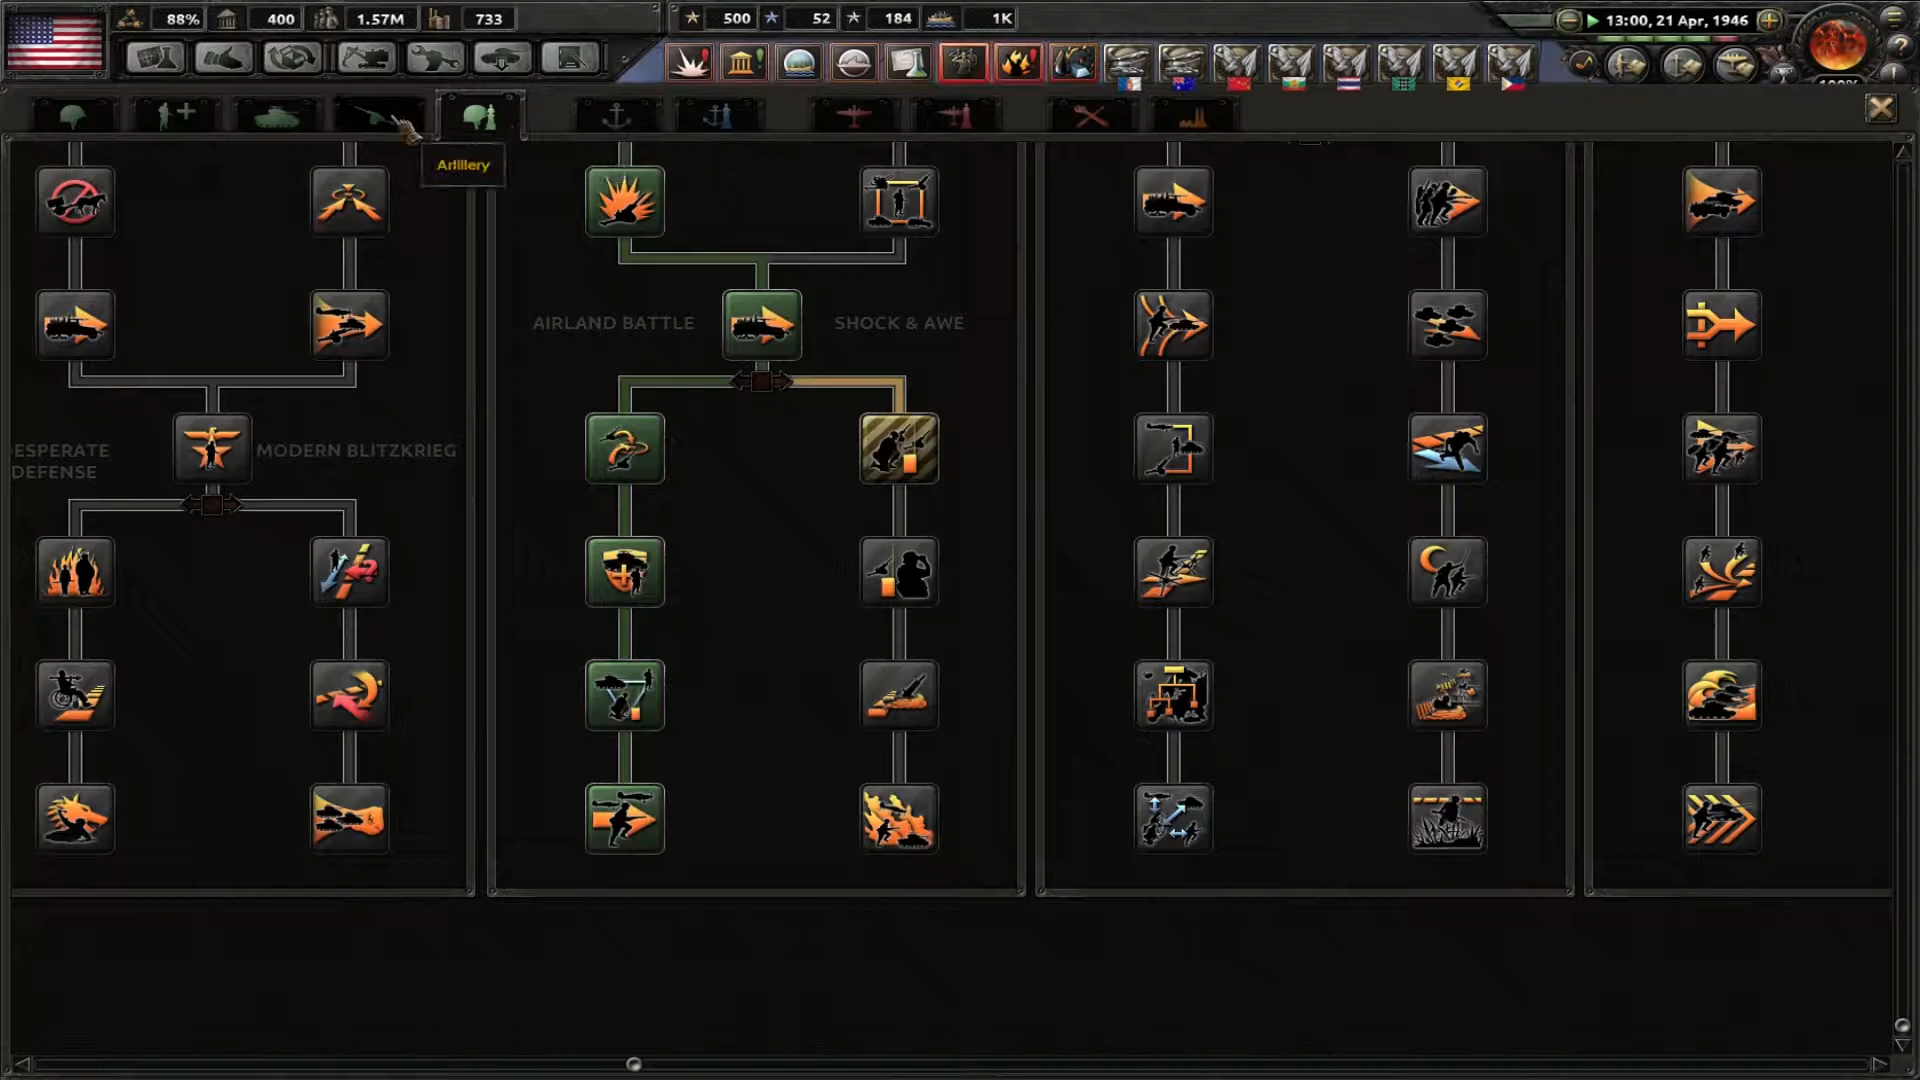 88%
400
1.57M
733
500
52
184
1K
13:00, 21 Apr, 1946
Artillery
AIRLAND BATTLE
SHOCK & AWE
ESPERATE
DEFENSE
MODERN BLITZKRIEG